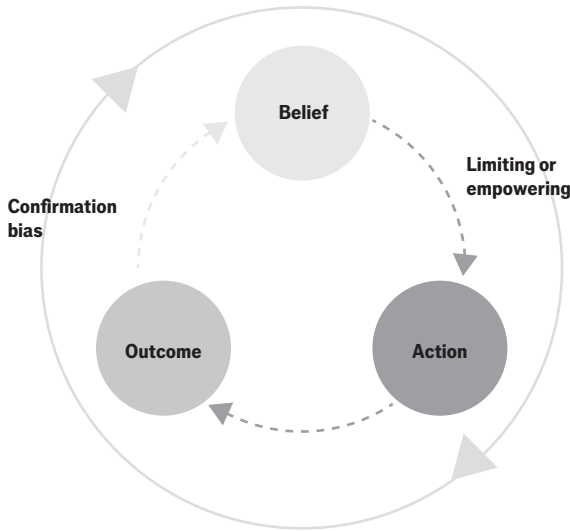 Belief
Limiting or
empowering
Confirmation
bias
Outcome
Action